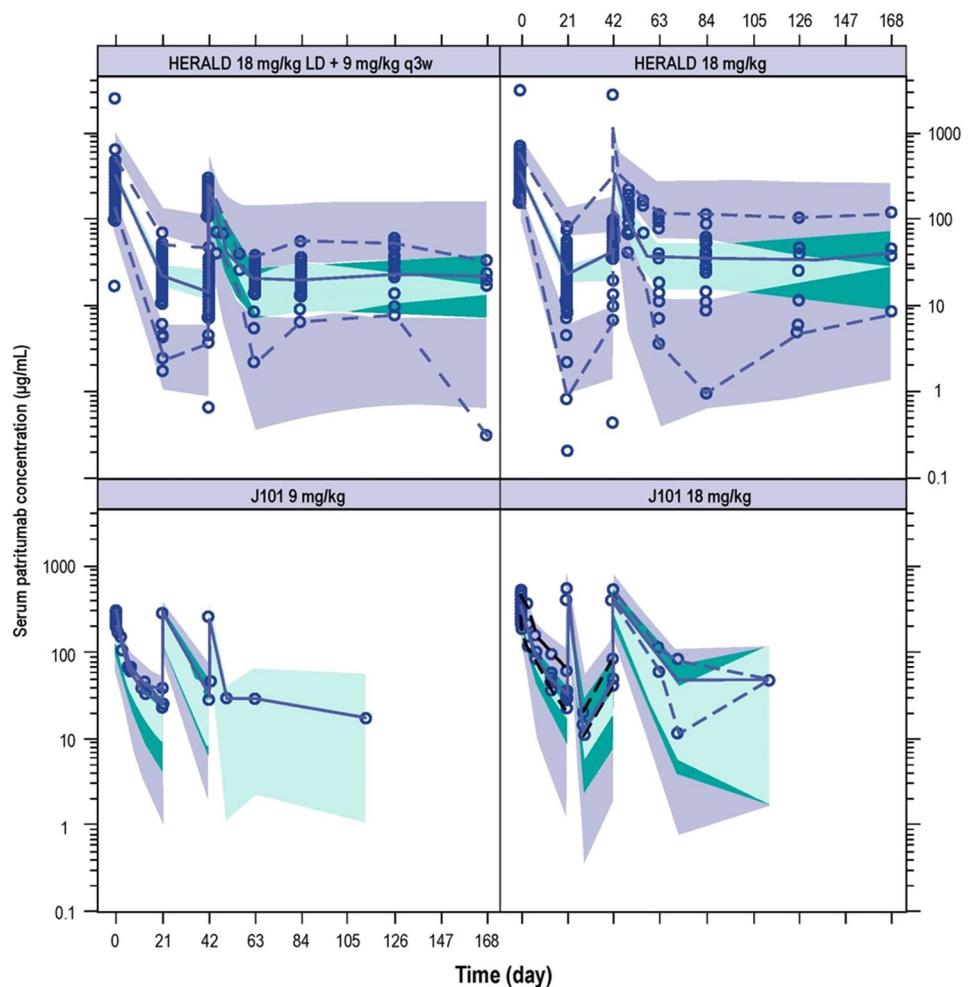 0 21 42 63 84 105 126 147 168
HERALD 18 mg/kg LD + 9 mg/kg q3w
HERALD 18 mg/kg
1000
100
10
1
0.1
J101 9 mg/kg
J101 18 mg/kg
Serum patritumab concentration (µg/mL)
1000
100
10
1
0.1
0 21 42 63 84 105 126 147 168
Time (day)